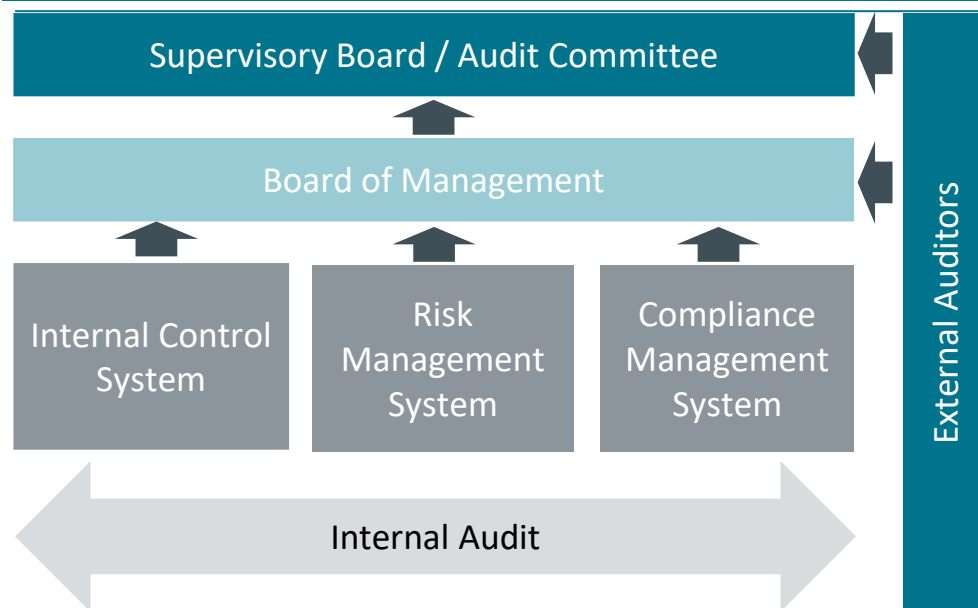 Supervisory Board / Audit Committee
Board of Management
Internal Control
System
Risk
Management
System
Compliance
Management
System
Internal Audit
External Auditors